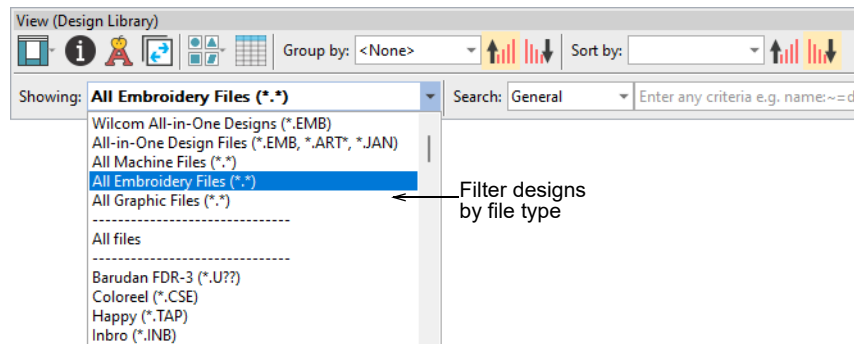 View (Design Library)
Group by: <None> Sort by:
Showing: All Embroidery Files (*.*) Search: General Enter any criteria e.g. name:~=d
Wilcom All-in-One Designs (*.EMB)
All-in-One Design Files (*.EMB, *.ART*, *.JAN)
All Machine Files (*.*)
All Embroidery Files (*.*)
All Graphic Files (*.*)
Filter designs
by file type
-------------------------------
All files
-------------------------------
Barudan FDR-3 (*.U??)
Coloreel (*.CSE)
Happy (*.TAP)
Inbro (*.INB)